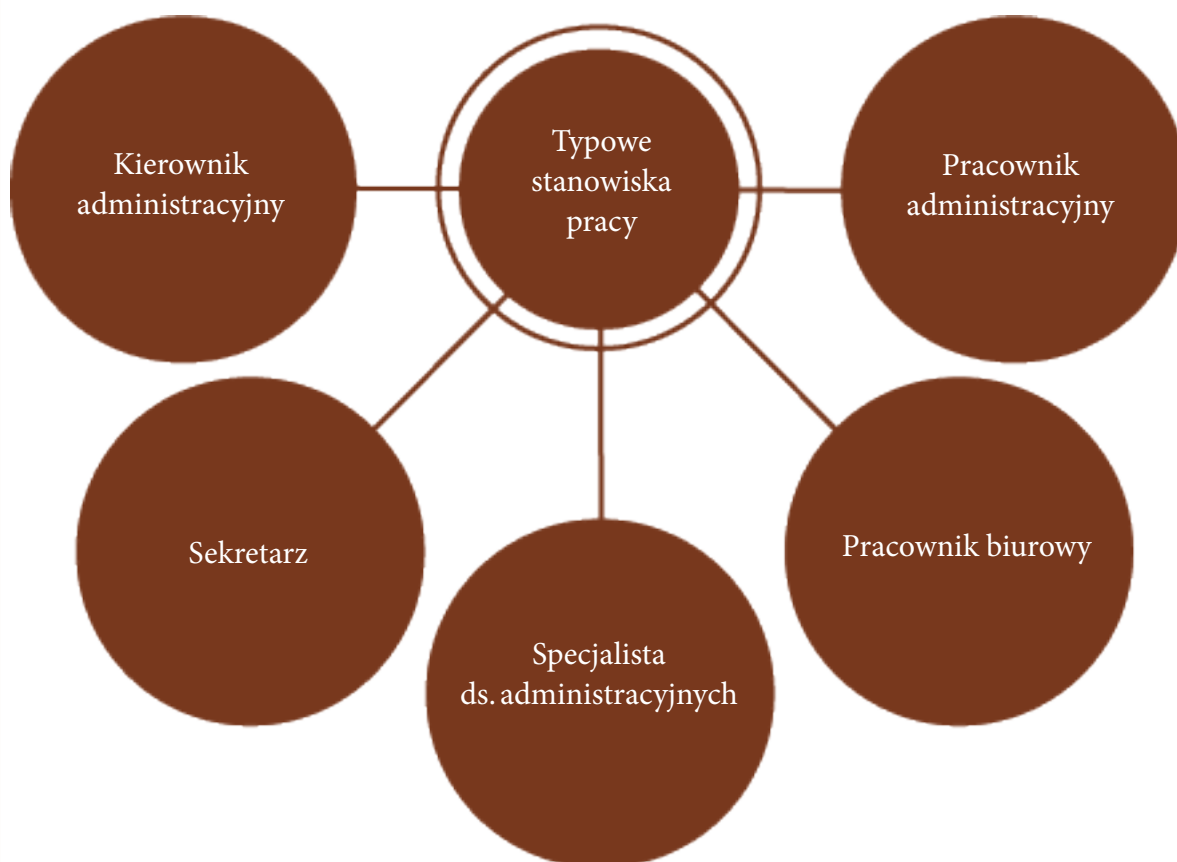 Typowe
stanowiska
pracy
Kierownik
administracyjny
Pracownik
administracyjny
Sekretarz
Pracownik biurowy
Specjalista
ds. administracyjnych